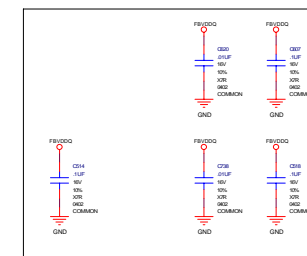 FBVDDQ
C820
.01UF
16V
10%
X7R
0402
COMMON
GND
FBVDDQ
C807
.1UF
16V
10%
X7R
0402
COMMON
GND
FBVDDQ
C514
.1UF
16V
10%
X7R
0402
COMMON
GND
FBVDDQ
C738
.01UF
16V
10%
X7R
0402
COMMON
GND
FBVDDQ
C518
.1UF
16V
10%
X7R
0402
COMMON
GND